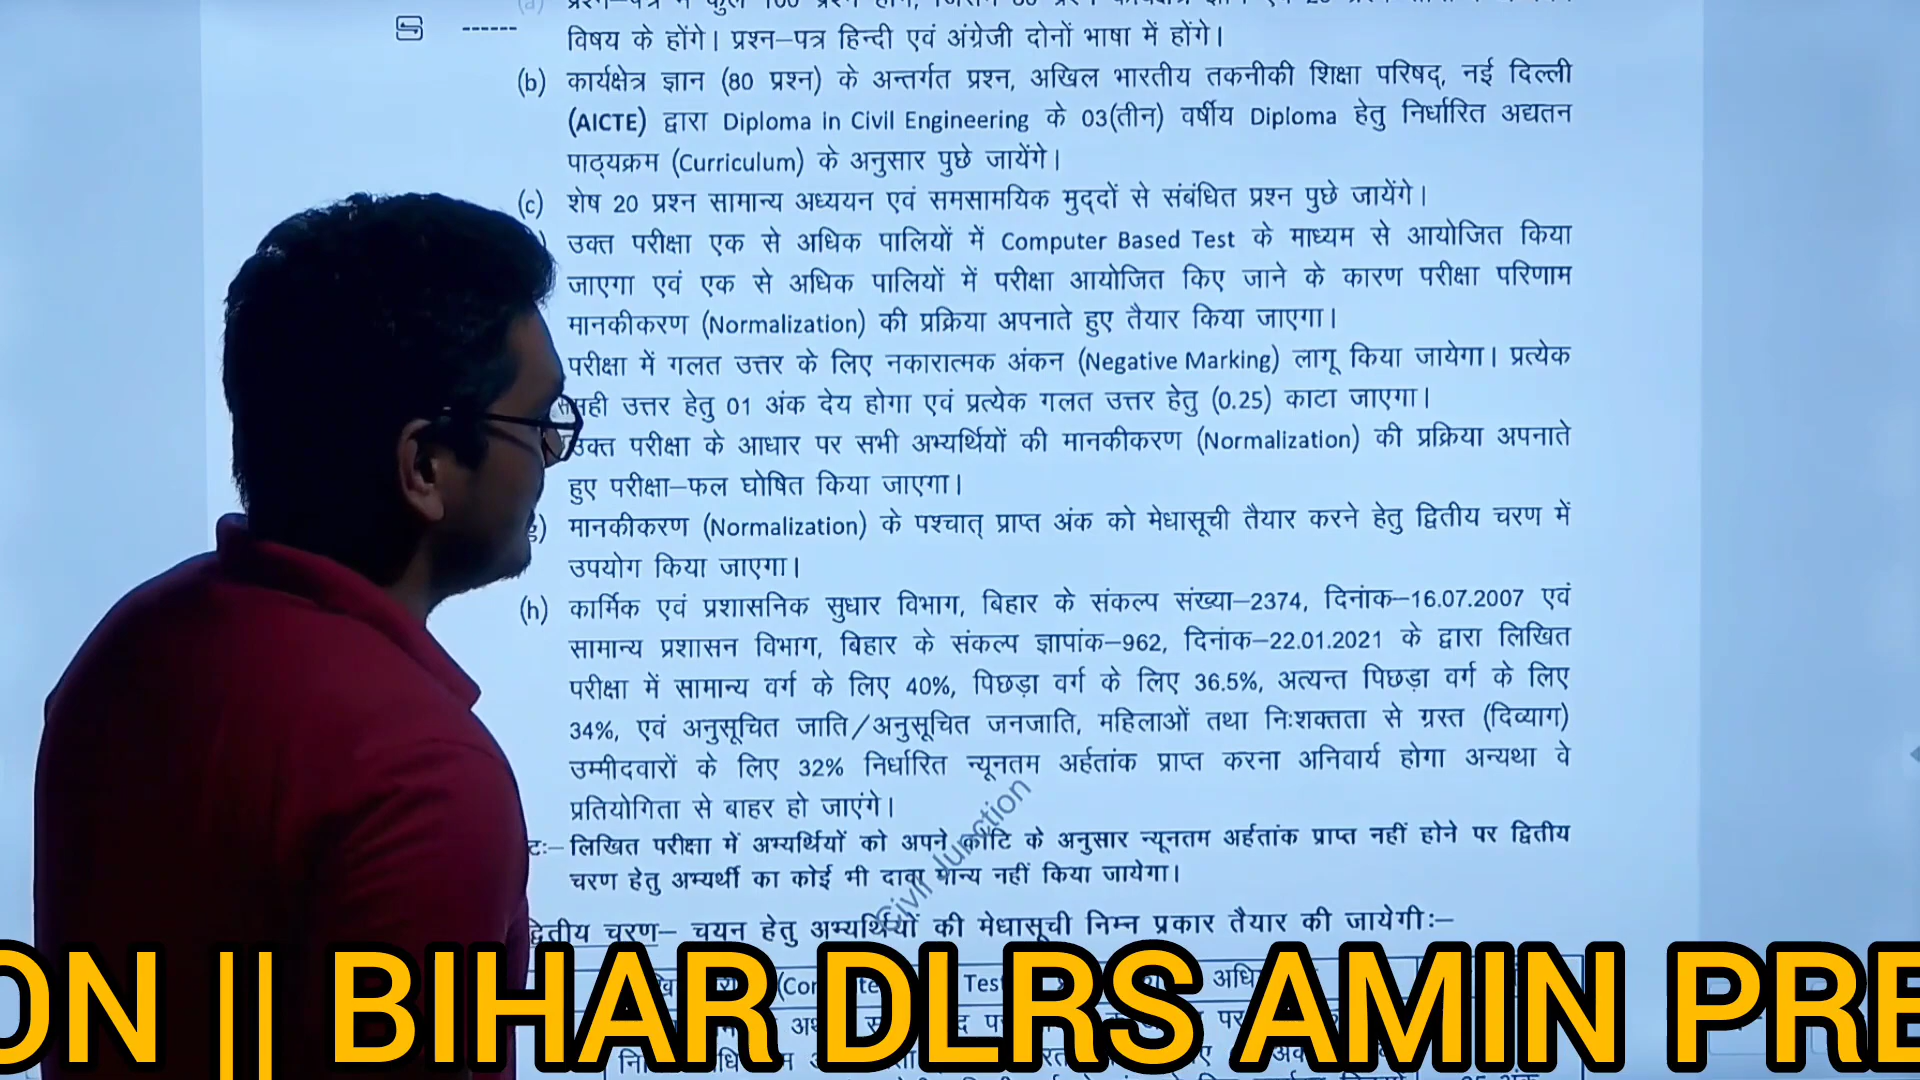 विषय के होंगे। प्रश्न–पत्र हिन्दी एवं अंग्रेजी दोनों भाषा में होंगे।
(b) कार्यक्षेत्र ज्ञान (80 प्रश्न) के अन्तर्गत प्रश्न, अखिल भारतीय तकनीकी शिक्षा परिषद्, नई दिल्ली
(AICTE) द्वारा Diploma in Civil Engineering के 03(तीन) वर्षीय Diploma हेतु निर्धारित अद्यतन
पाठ्यक्रम (Curriculum) के अनुसार पुछे जायेंगे।
(c) शेष 20 प्रश्न सामान्य अध्ययन एवं समसामयिक मुद्दों से संबंधित प्रश्न पुछे जायेंगे।
उक्त परीक्षा एक से अधिक पालियों में Computer Based Test के माध्यम से आयोजित किया
जाएगा एवं एक से अधिक पालियों में परीक्षा आयोजित किए जाने के कारण परीक्षा परिणाम
मानकीकरण (Normalization) की प्रक्रिया अपनाते हुए तैयार किया जाएगा।
परीक्षा में गलत उत्तर के लिए नकारात्मक अंकन (Negative Marking) लागू किया जायेगा। प्रत्येक
सही उत्तर हेतु 01 अंक देय होगा एवं प्रत्येक गलत उत्तर हेतु (0.25) काटा जाएगा।
उक्त परीक्षा के आधार पर सभी अभ्यर्थियों की मानकीकरण (Normalization) की प्रक्रिया अपनाते
हुए परीक्षा–फल घोषित किया जाएगा।
मानकीकरण (Normalization) के पश्चात् प्राप्त अंक को मेधासूची तैयार करने हेतु द्वितीय चरण में
उपयोग किया जाएगा।
(h) कार्मिक एवं प्रशासनिक सुधार विभाग, बिहार के संकल्प संख्या–2374, दिनांक–16.07.2007 एवं
सामान्य प्रशासन विभाग, बिहार के संकल्प ज्ञापांक–962, दिनांक–22.01.2021 के द्वारा लिखित
परीक्षा में सामान्य वर्ग के लिए 40%, पिछड़ा वर्ग के लिए 36.5%, अत्यन्त पिछड़ा वर्ग के लिए
34%, एवं अनुसूचित जाति/अनुसूचित जनजाति, महिलाओं तथा निःशक्तता से ग्रस्त (दिव्याग)
उम्मीदवारों के लिए 32% निर्धारित न्यूनतम अर्हतांक प्राप्त करना अनिवार्य होगा अन्यथा वे
प्रतियोगिता से बाहर हो जाएंगे।
टः– लिखित परीक्षा में अभ्यर्थियों को अपने कोटि के अनुसार न्यूनतम अर्हतांक प्राप्त नहीं होने पर द्वितीय
चरण हेतु अभ्यर्थी का कोई भी दावा मान्य नहीं किया जायेगा।
Civil Junction
द्वितीय चरण– चयन हेतु अभ्यर्थियों की मेधासूची निम्न प्रकार तैयार की जायेगीः–
ON || BIHAR DLRS AMIN PRE